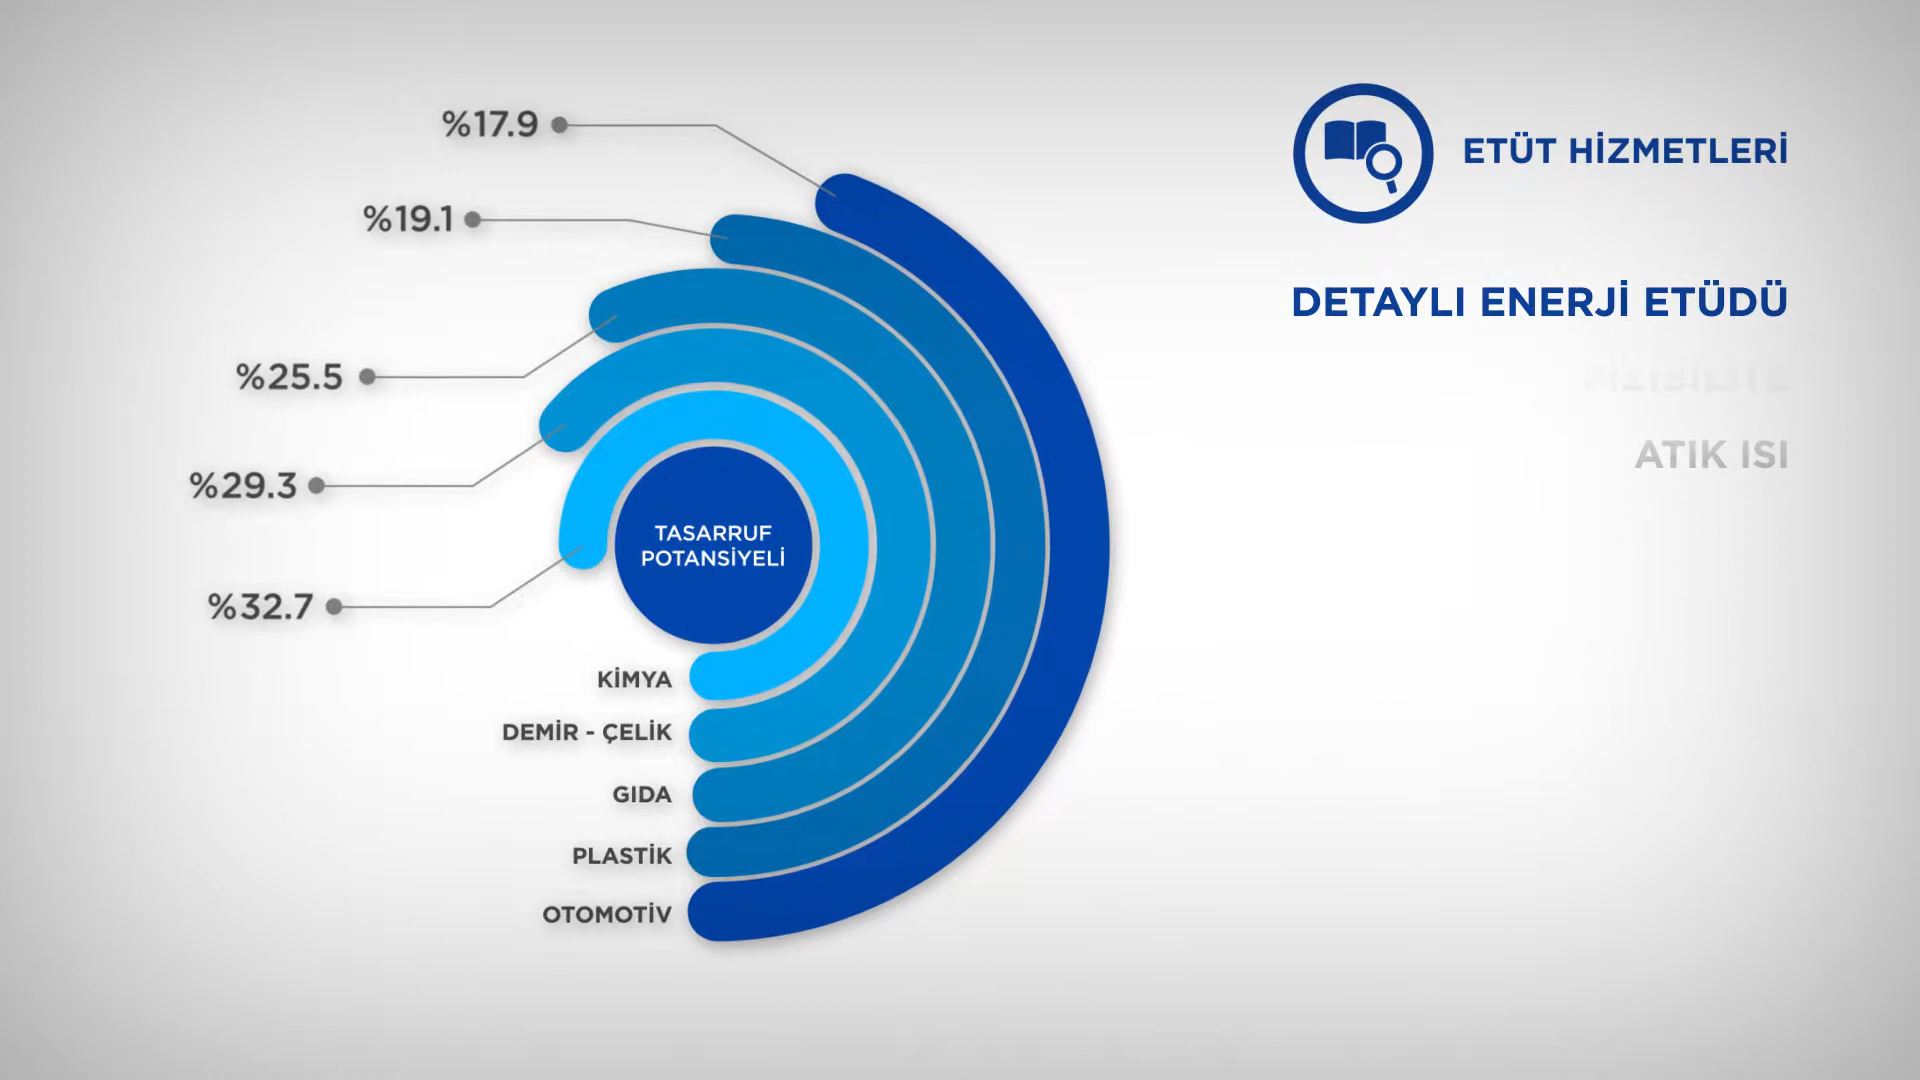 %17.9
%19.1
%25.5
%29.3
%32.7
TASARRUF
POTANSİYELİ
KİMYA
DEMİR - ÇELİK
GIDA
PLASTİK
OTOMOTİV
ETÜT HİZMETLERİ
DETAYLI ENERJİ ETÜDÜ
ATIK ISI